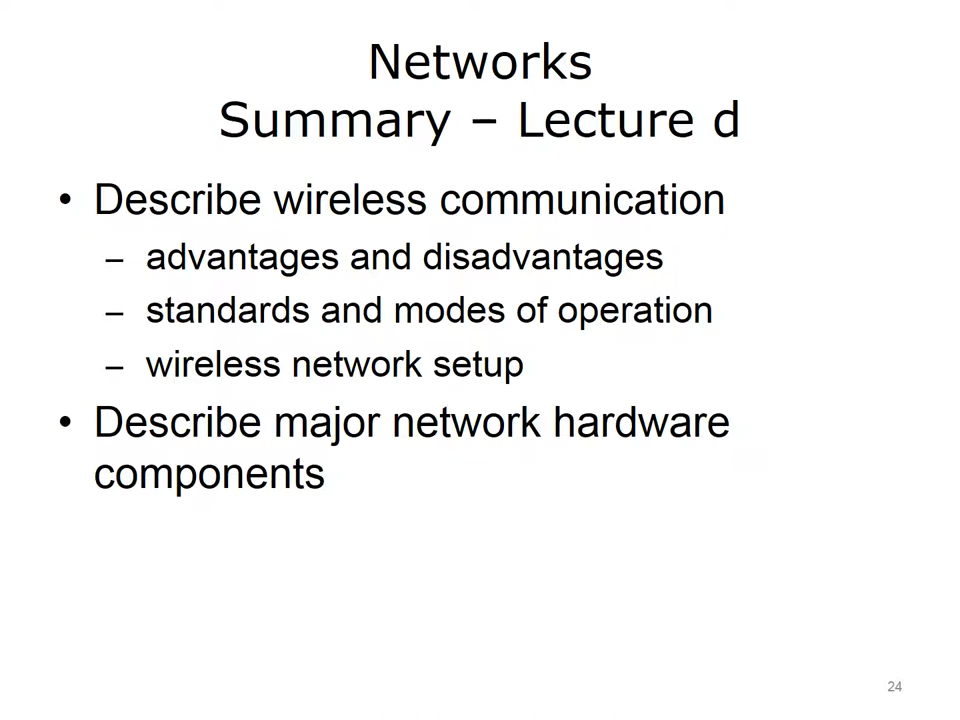 Networks
Summary – Lecture d
• Describe wireless communication
– advantages and disadvantages
– standards and modes of operation
– wireless network setup
• Describe major network hardware
components
24